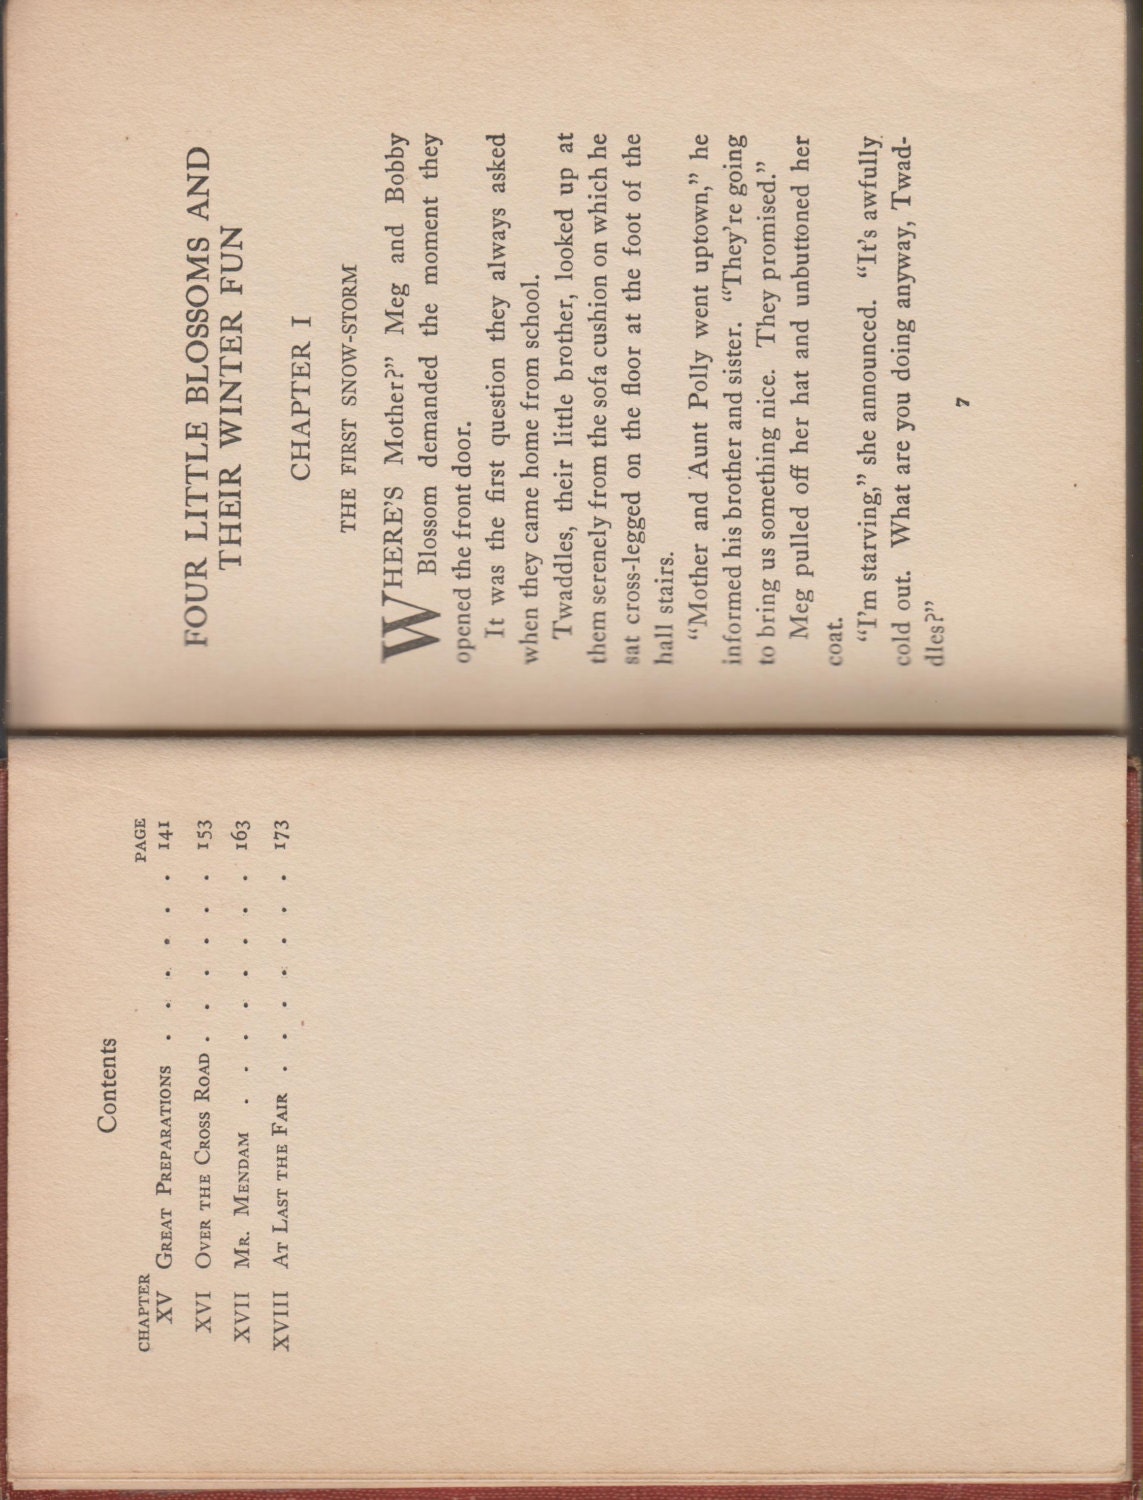 Contents
CHAPTER PAGE
XV GREAT PREPARATIONS . . . . . . 141
XVI OVER THE CROSS ROAD . . . . . . 153
XVII MR. MENDAM . . . . . . . . 163
XVIII AT LAST THE FAIR . . . . . . . 173
FOUR LITTLE BLOSSOMS AND
THEIR WINTER FUN
CHAPTER I
THE FIRST SNOW-STORM
WHERE'S Mother?” Meg and Bobby
Blossom demanded the moment they
opened the front door.
It was the first question they always asked
when they came home from school.
Twaddles, their little brother, looked up at
them serenely from the sofa cushion on which he
sat cross-legged on the floor at the foot of the
hall stairs.
“Mother and Aunt Polly went uptown,” he
informed his brother and sister. “They're going
to bring us something nice. They promised.”
Meg pulled off her hat and unbuttoned her
coat.
“I'm starving,” she announced. “It's awfully
cold out. What are you doing anyway, Twad-
dles?”
7